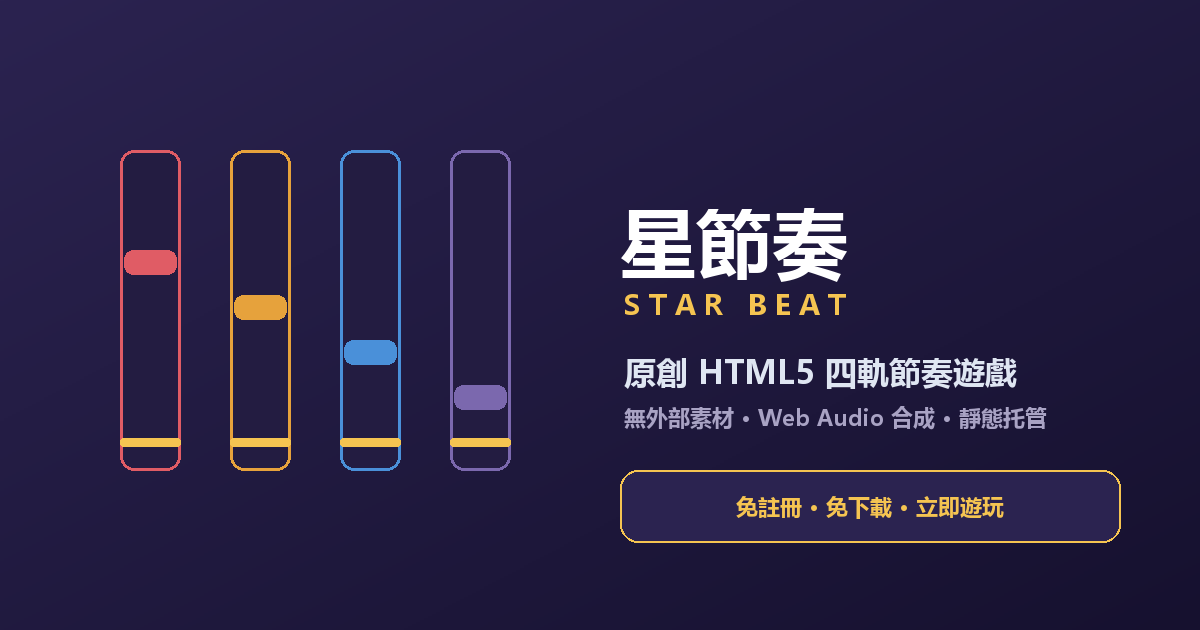 星節奏
STAR BEAT
原創 HTML5 四軌節奏遊戲
無外部素材 • Web Audio 合成 • 靜態托管
免註冊 • 免下載 • 立即遊玩